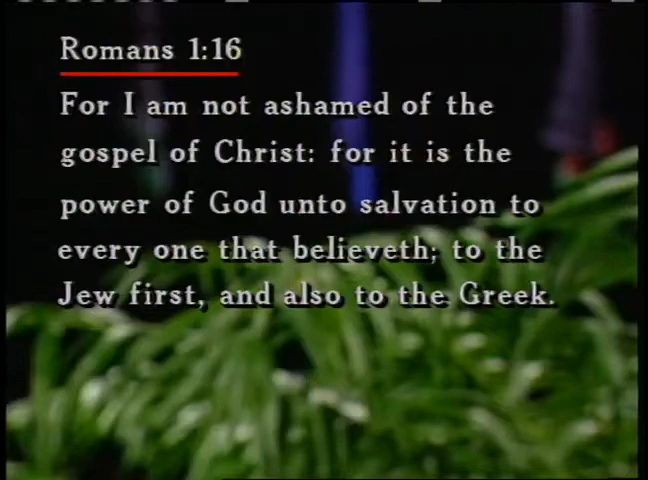 Romans 1:16
For I am not ashamed of the
gospel of Christ: for it is the
power of God unto salvation to
every one that believeth; to the
Jew first, and also to the Greek.